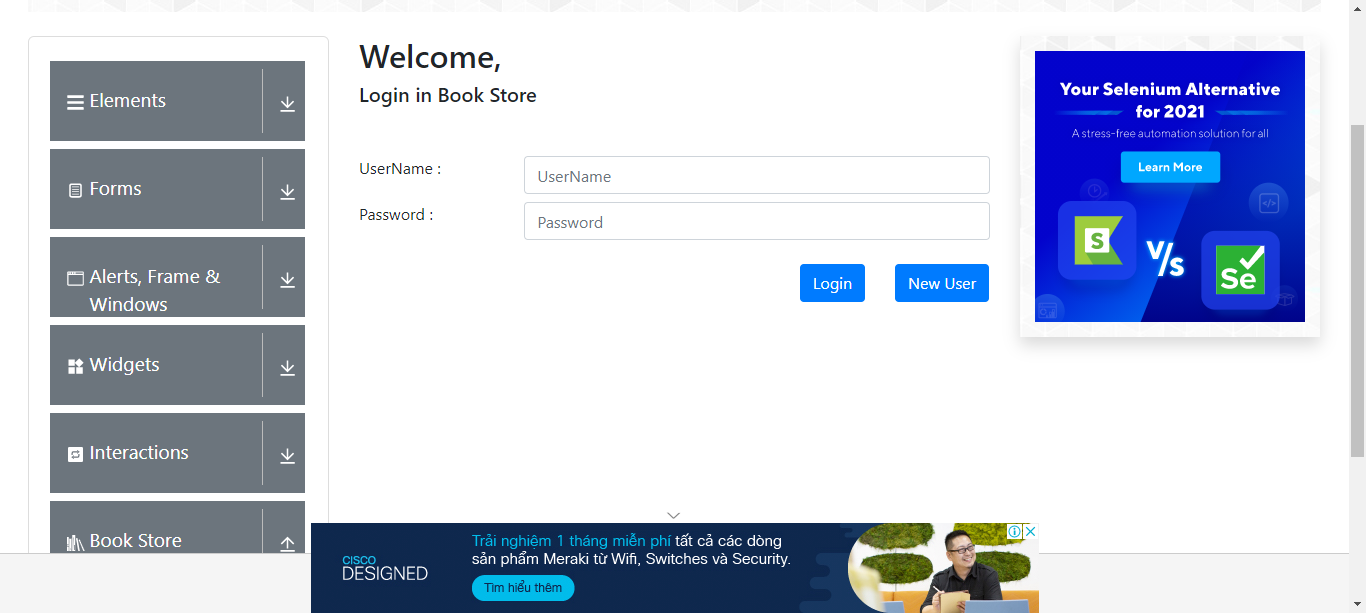 Elements
Forms
Alerts, Frame &
Windows
Widgets
Interactions
Book Store
Welcome,
Login in Book Store
UserName :
UserName
Password :
Password
Login
New User
Your Selenium Alternative
for 2021
A stress-free automation solution for all
Learn More
S
V/s
Se
CISCO
DESIGNED
Trải nghiệm 1 tháng miễn phí tất cả các dòng
sản phẩm Meraki từ Wifi, Switches và Security.
Tìm hiểu thêm